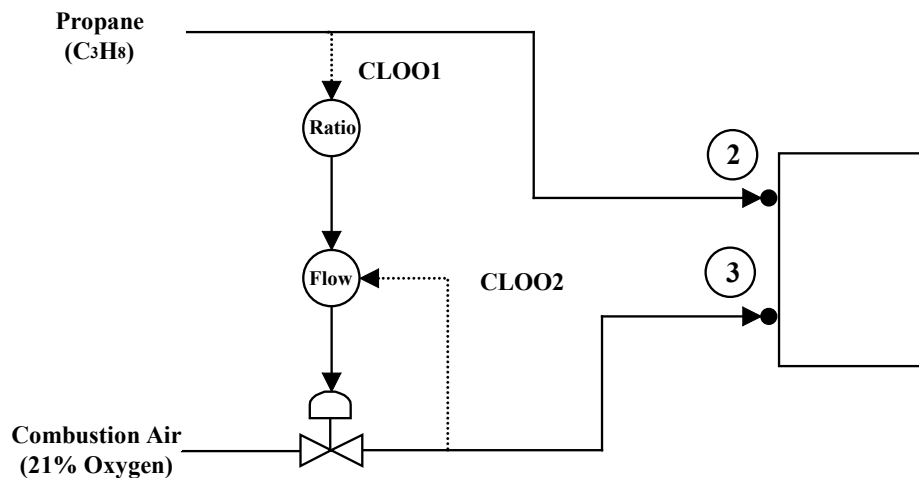 Propane
(C3H8)
CLOO1
Ratio
2
3
Flow
CLOO2
Combustion Air
(21% Oxygen)